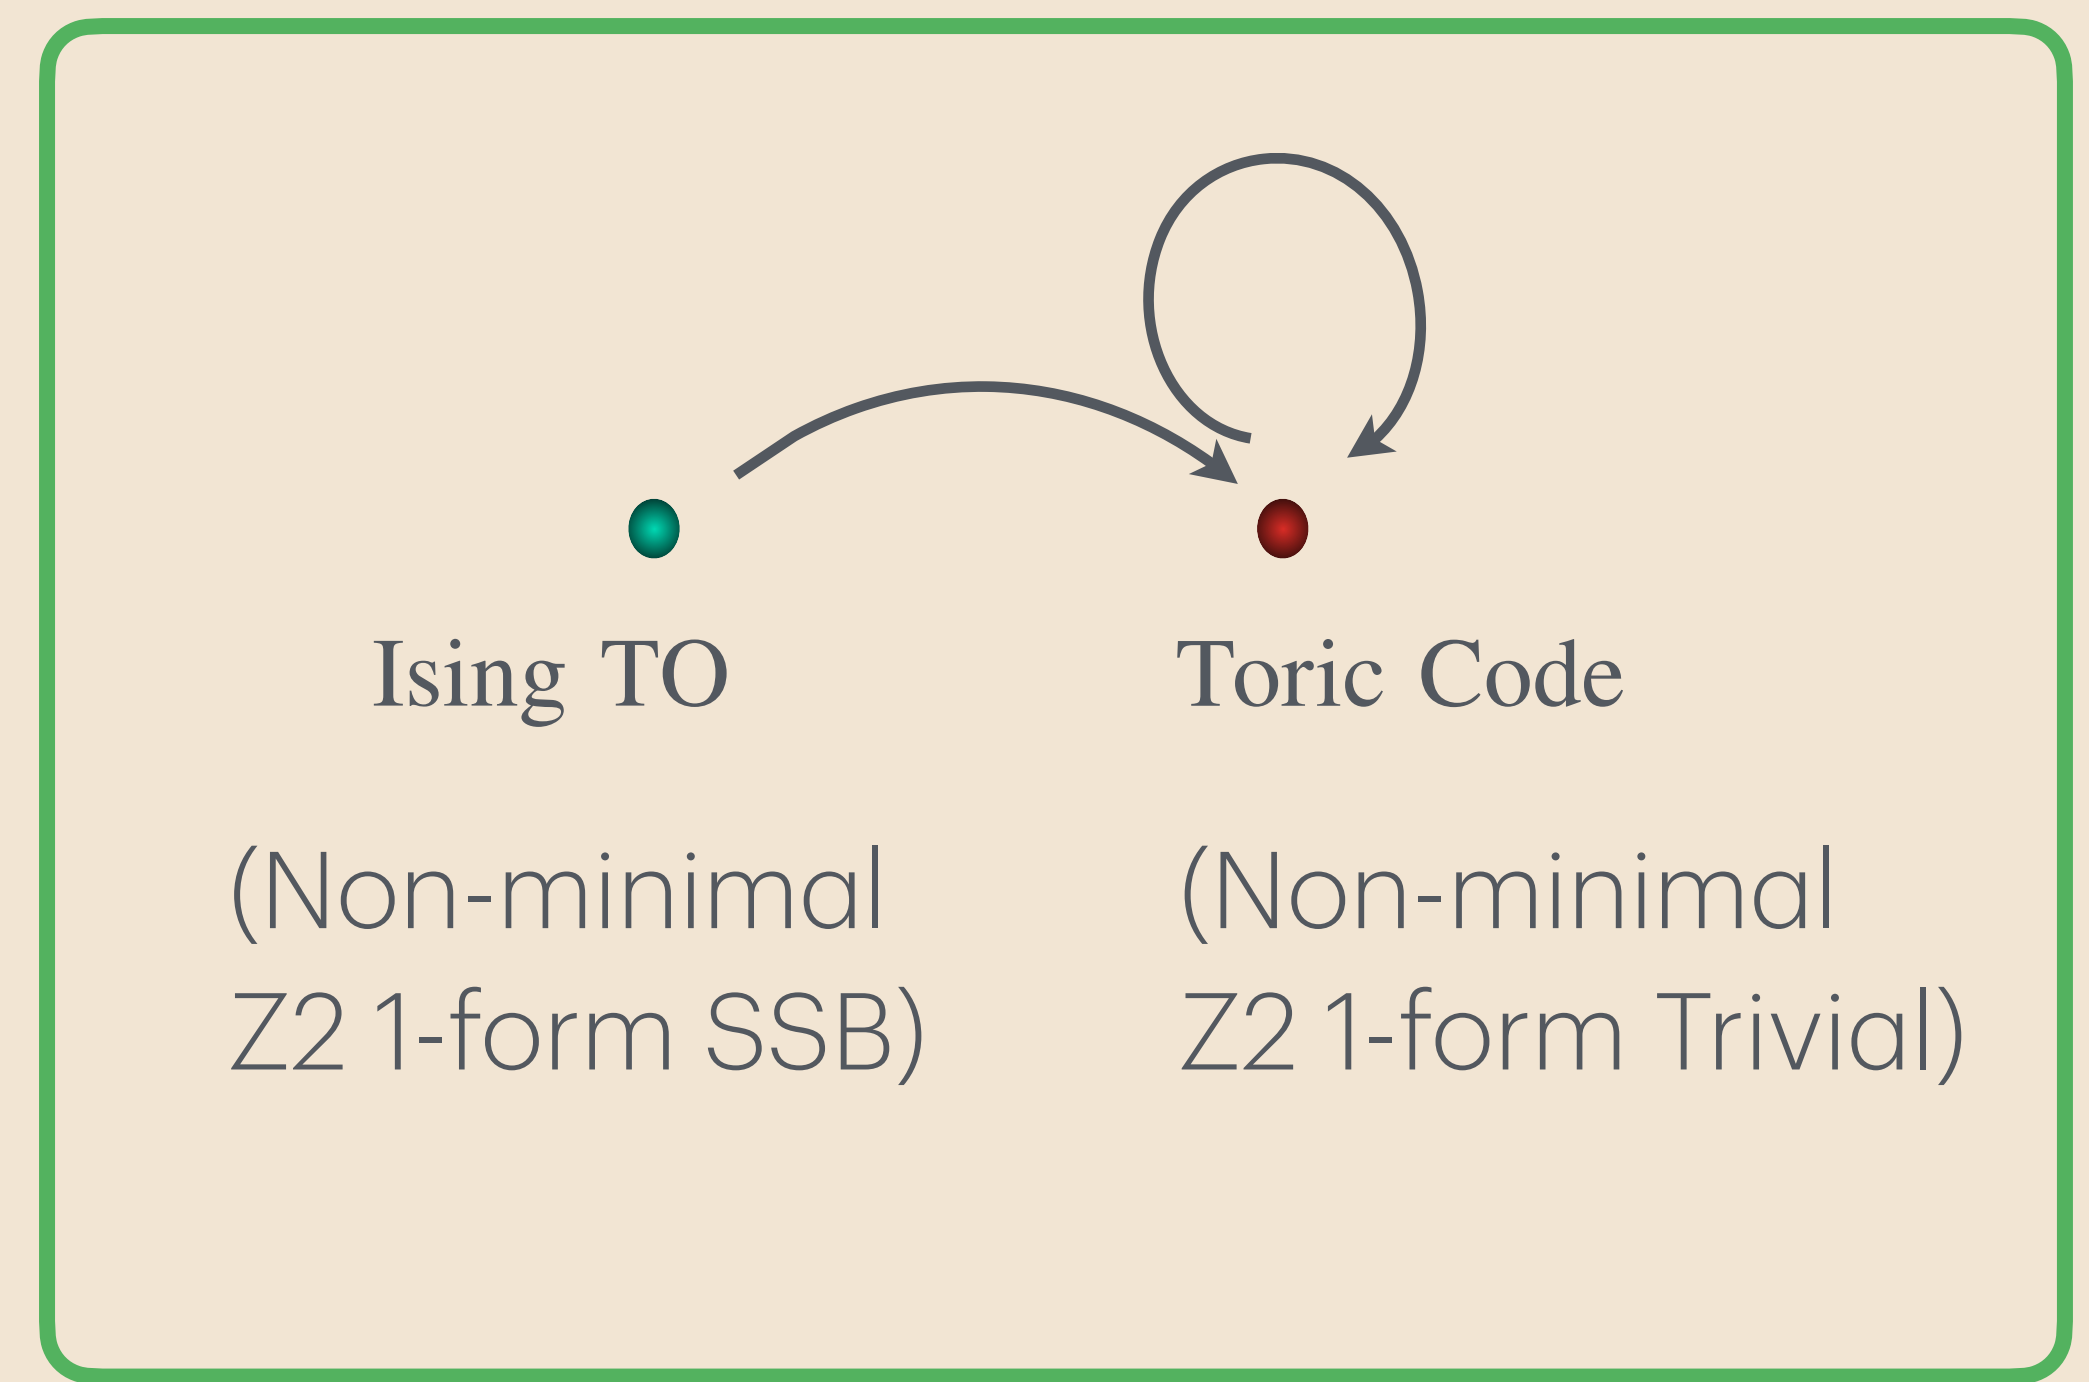 Ising TO
Toric Code
(Non-minimal
Z2 1-form SSB)
(Non-minimal
Z2 1-form Trivial)